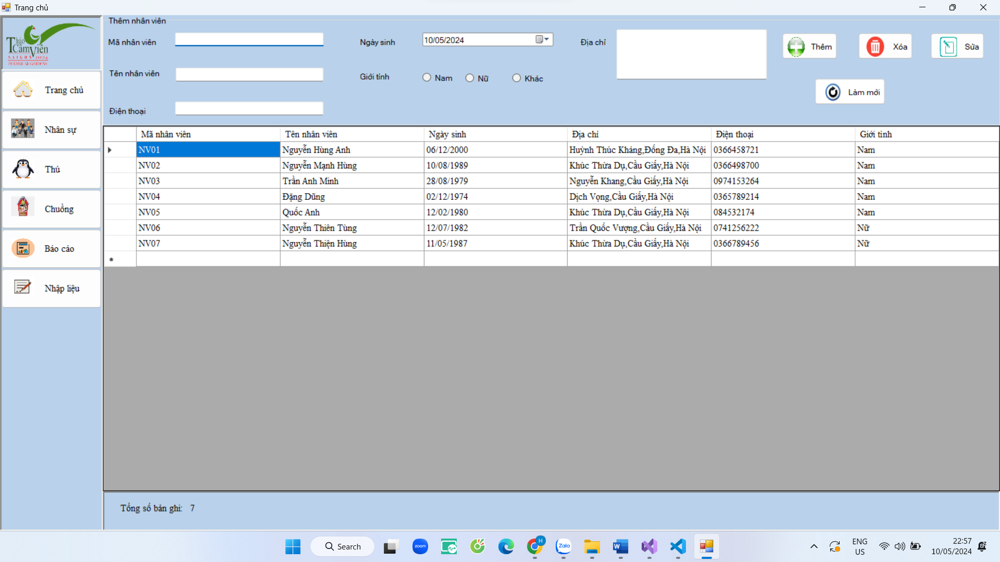 Trang chủ
Thảo
Cầm Viên
SAIGON ZOO &
BOTANICAL GARDENS
Trang chủ
Nhân sự
Thú
Chuồng
Báo cáo
Nhập liệu
Thêm nhân viên
Mã nhân viên
Ngày sinh 10/05/2024
Địa chỉ
Thêm Xóa Sửa
Tên nhân viên
Giới tính Nam Nữ Khác
Làm mới
Điện thoại
Mã nhân viên Tên nhân viên Ngày sinh Địa chỉ Điện thoại Giới tính
NV01 Nguyễn Hùng Anh 06/12/2000 Huỳnh Thúc Kháng,Đống Đa,Hà Nội 0366458721 Nam
NV02 Nguyễn Mạnh Hùng 10/08/1989 Khúc Thừa Dụ,Cầu Giấy,Hà Nội 0366498700 Nam
NV03 Trần Anh Minh 28/08/1979 Nguyễn Khang,Cầu Giấy,Hà Nội 0974153264 Nam
NV04 Đặng Dũng 02/12/1974 Dịch Vọng,Cầu Giấy,Hà Nội 0365789214 Nam
NV05 Quốc Anh 12/02/1980 Khúc Thừa Dụ,Cầu Giấy,Hà Nội 084532174 Nam
NV06 Nguyễn Thiên Tùng 12/07/1982 Trần Quốc Vượng,Cầu Giấy,Hà Nội 0741256222 Nữ
NV07 Nguyễn Thiện Hùng 11/05/1987 Khúc Thừa Dụ,Cầu Giấy,Hà Nội 0366789456 Nữ
Tổng số bản ghi: 7
Search
zoom
H
Zalo
W
ENG
US
22:57
10/05/2024